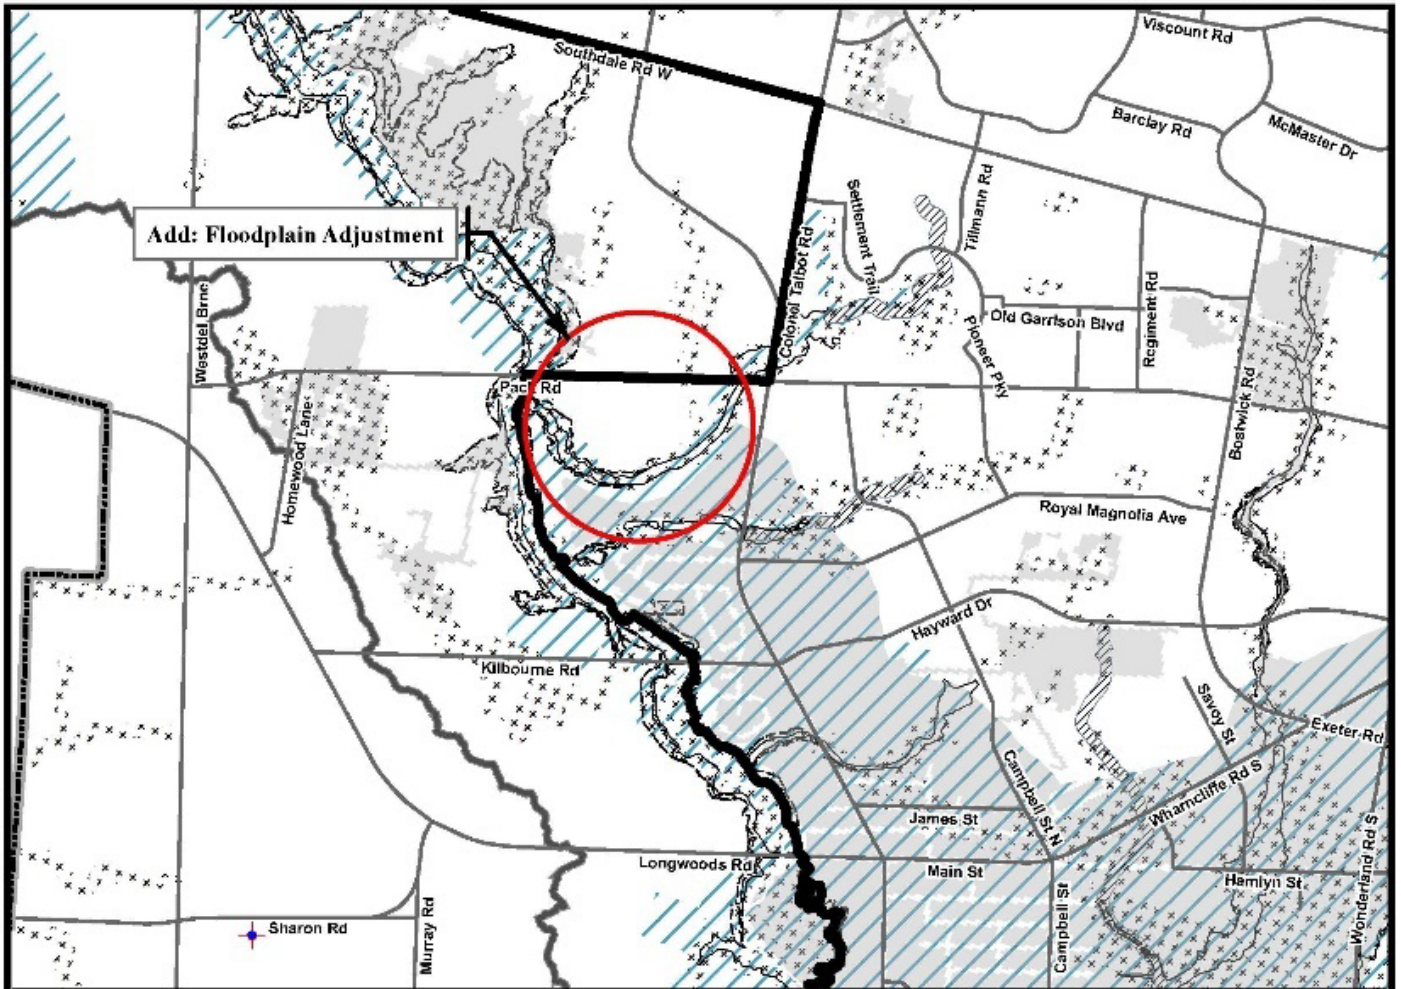 Viscount Rd
Southdale Rd W
Barclay Rd
McMaster Dr
Tillmann Rd
Settlement Trail
Add: Floodplain Adjustment
Colonel Talbot Rd
Westdel Brne
Old Garrison Blvd
Regiment Rd
Pioneer Pky
Pack Rd
Bostwick Rd
Homewood Lane
Royal Magnolia Ave
Hayward Dr
Kilbourne Rd
Savoy St
Exeter Rd
Campbell St N
Wharncliffe Rd S
James St
Longwoods Rd
Main St
Hamlyn St
Wonderland Rd S
Sharon Rd
Murray Rd
Campbell St